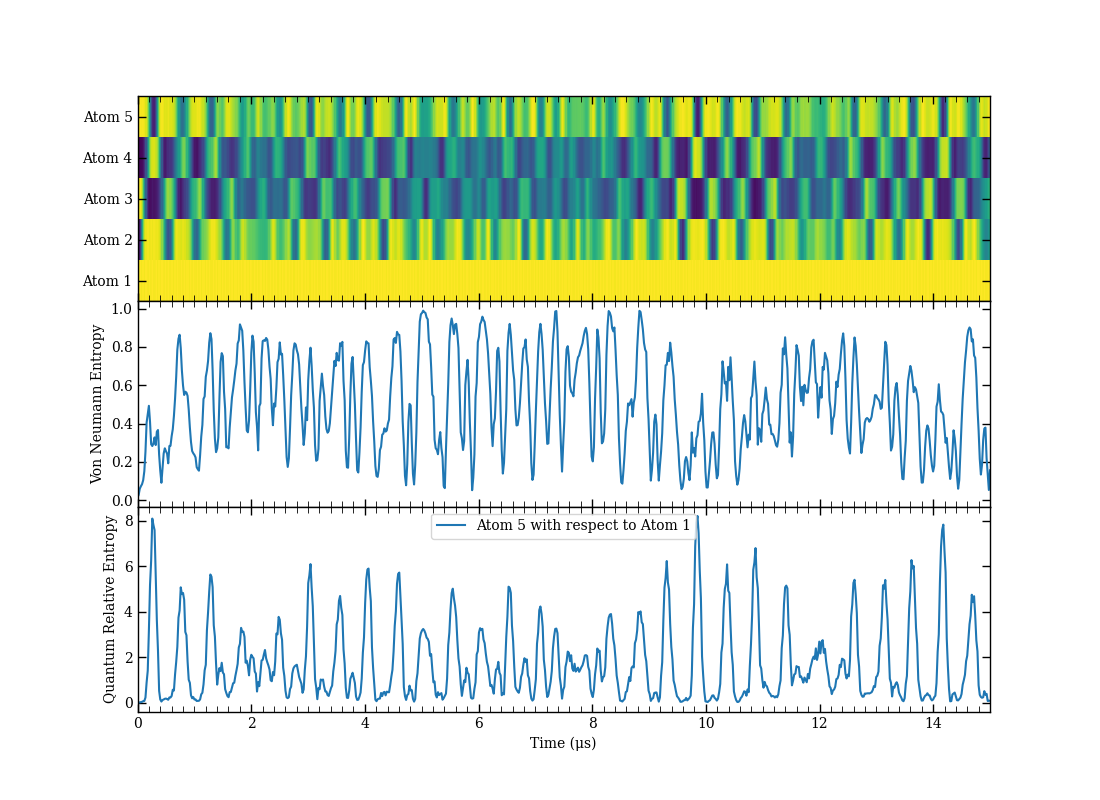 Atom 5
Atom 4
Atom 3
Atom 2
Atom 1
Von Neumann Entropy
1.0
0.8
0.6
0.4
0.2
0.0
Quantum Relative Entropy
8
6
4
2
0
Atom 5 with respect to Atom 1
0 2 4 6 8 10 12 14
Time (μs)